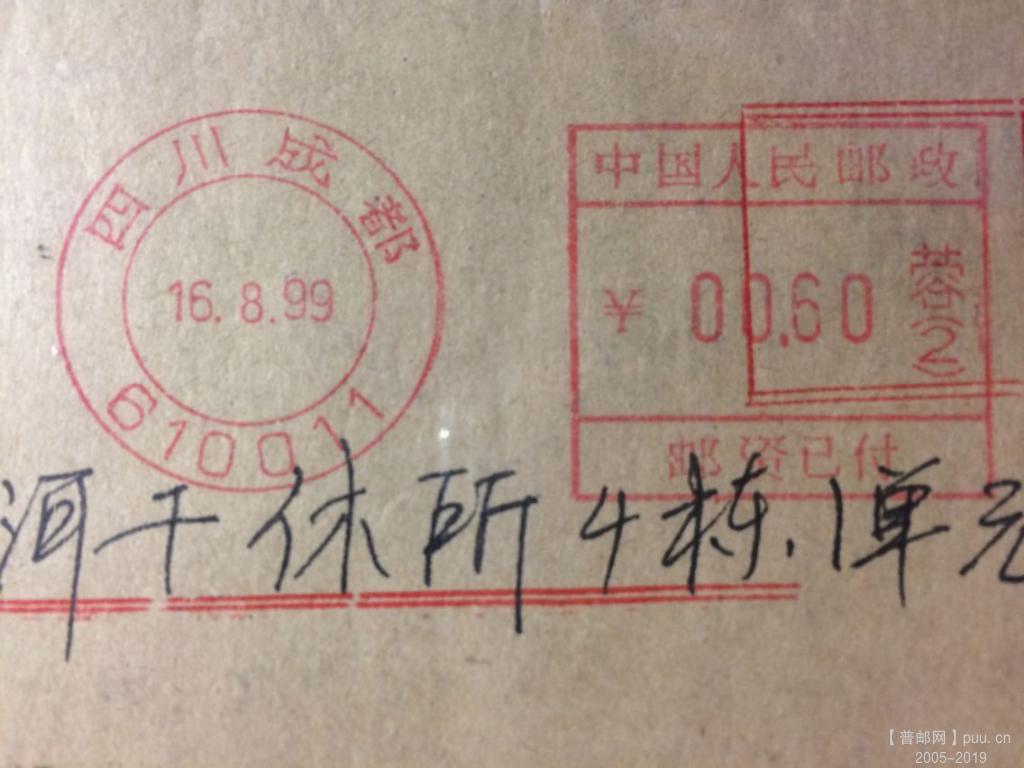 四川成都
16.8.99
610011
中国人民邮政
¥ 00.60
蓉(2)
邮资已付
干休所4栋.1单元
【普邮网】puu.cn
2005-2019